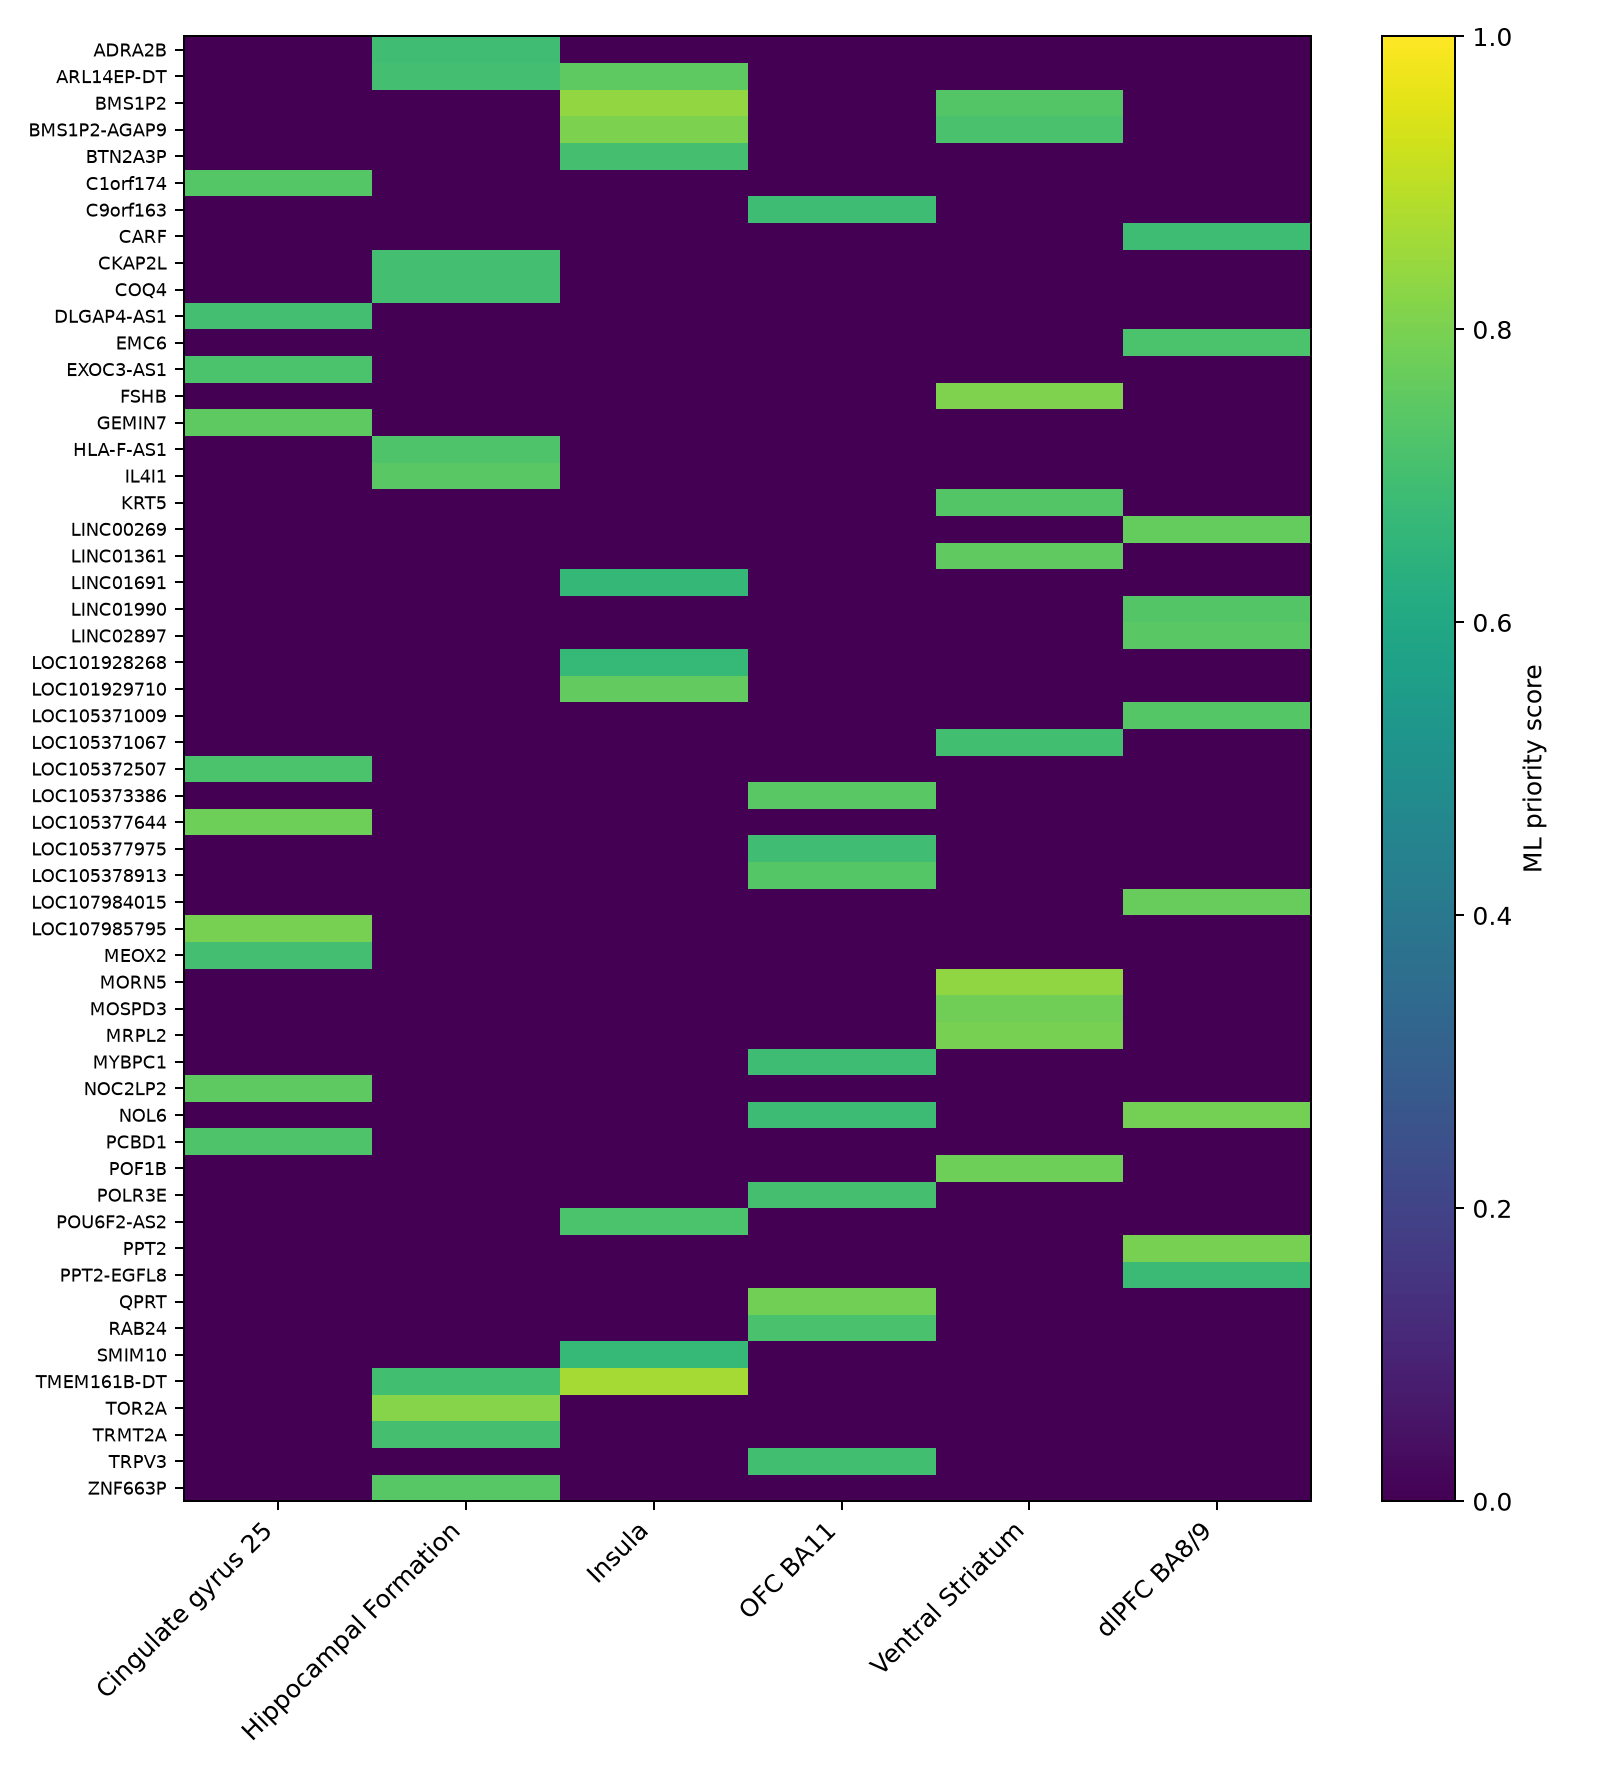 ADRA2B
ARL14EP-DT
BMS1P2
BMS1P2-AGAP9
BTN2A3P
C1orf174
C9orf163
CARF
CKAP2L
COQ4
DLGAP4-AS1
EMC6
EXOC3-AS1
FSHB
GEMIN7
HLA-F-AS1
IL4I1
KRT5
LINC00269
LINC01361
LINC01691
LINC01990
LINC02897
LOC101928268
LOC101929710
LOC105371009
LOC105371067
LOC105372507
LOC105373386
LOC105377644
LOC105377975
LOC105378913
LOC107984015
LOC107985795
MEOX2
MORN5
MOSPD3
MRPL2
MYBPC1
NOC2LP2
NOL6
PCBD1
POF1B
POLR3E
POU6F2-AS2
PPT2
PPT2-EGFL8
QPRT
RAB24
SMIM10
TMEM161B-DT
TOR2A
TRMT2A
TRPV3
ZNF663P
Cingulate gyrus 25
Hippocampal Formation
Insula
OFC BA11
Ventral Striatum
dlPFC BA8/9
1.0
0.8
0.6
0.4
0.2
0.0
ML priority score